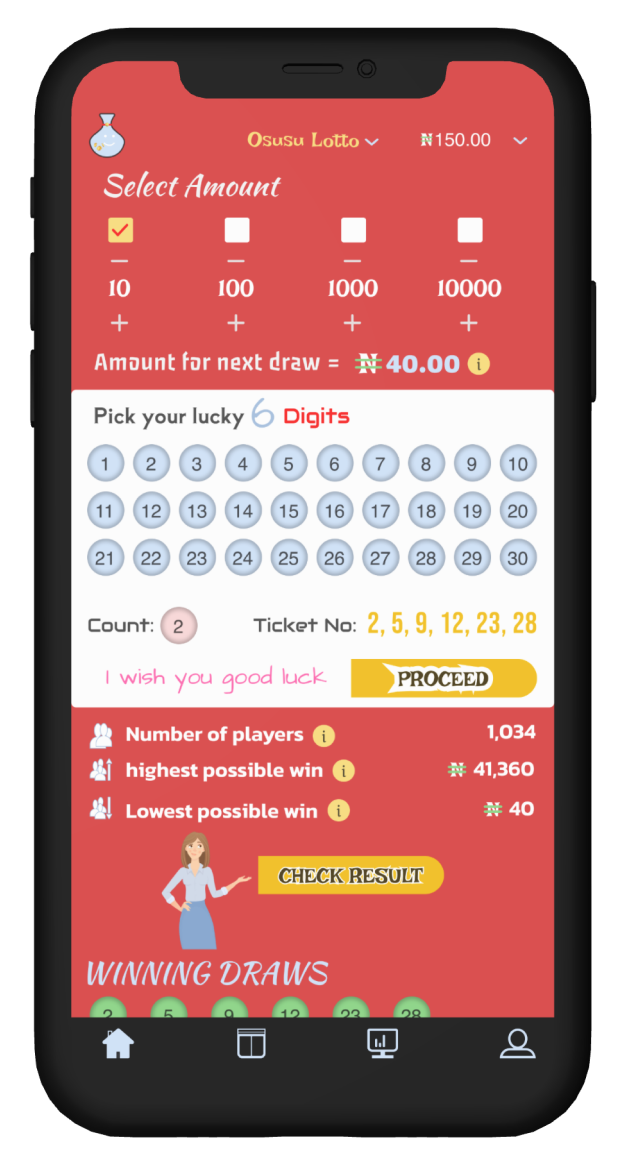 Osusu Lotto ₦150.00
Select Amount
10 100 1000 10000
Amount for next draw = ₦ 40.00 i
Pick your lucky 6 Digits
1 2 3 4 5 6 7 8 9 10
11 12 13 14 15 16 17 18 19 20
21 22 23 24 25 26 27 28 29 30
Count: 2 Ticket No: 2, 5, 9, 12, 23, 28
I wish you good luck PROCEED
Number of players i 1,034
highest possible win i ₦ 41,360
Lowest possible win i ₦ 40
CHECK RESULT
WINNING DRAWS
2 5 9 12 23 28